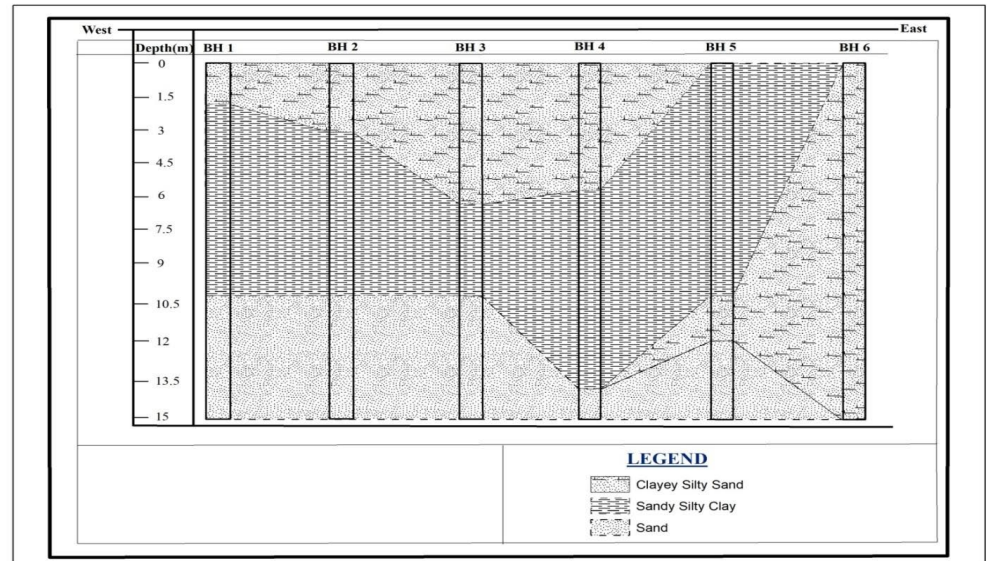 West
East
Depth(m) BH 1 BH 2 BH 3 BH 4 BH 5 BH 6
0
1.5
3
4.5
6
7.5
9
10.5
12
13.5
15
LEGEND
Clayey Silty Sand
Sandy Silty Clay
Sand